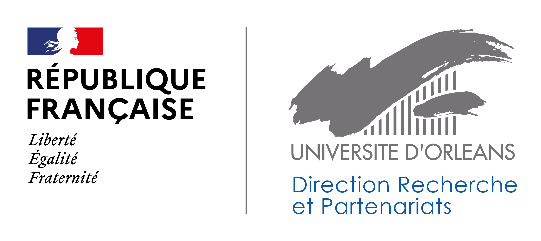 RÉPUBLIQUE
FRANÇAISE
Liberté
Égalité
Fraternité
UNIVERSITE D'ORLEANS
Direction Recherche
et Partenariats